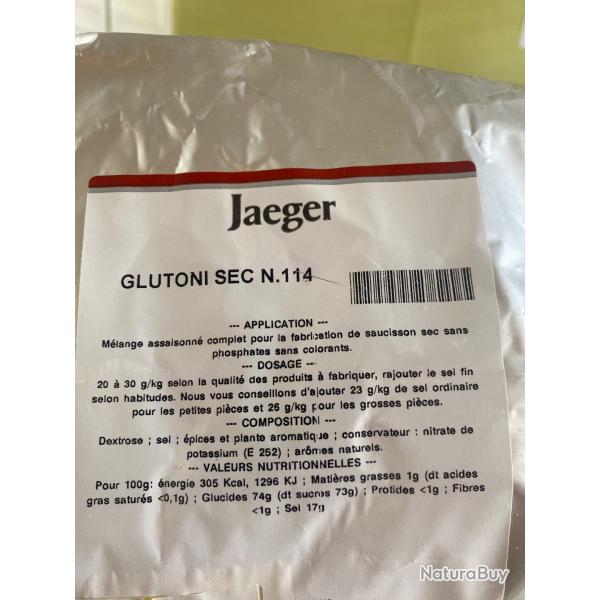 Jaeger
GLUTONI SEC N.114
--- APPLICATION ---
Mélange assaisonné complet pour la fabrication de saucisson sec sans
phosphates sans colorants.
--- DOSAGE ---
20 à 30 g/kg selon la qualité des produits à fabriquer, rajouter le sel fin
selon habitudes. Nous vous conseillons d'ajouter 23 g/kg de sel ordinaire
pour les petites pièces et 26 g/kg pour les grosses pièces.
--- COMPOSITION ---
Dextrose ; sel ; épices et plante aromatique ; conservateur : nitrate de
potassium (E 252) ; arômes naturels.
--- VALEURS NUTRITIONNELLES ---
Pour 100g: énergie 305 Kcal, 1296 KJ ; Matières grasses 1g (dt acides
gras saturés <0,1g) ; Glucides 74g (dt sucres 73g) ; Protides <1g ; Fibres
<1g ; Sel 17g
NaturaBuy